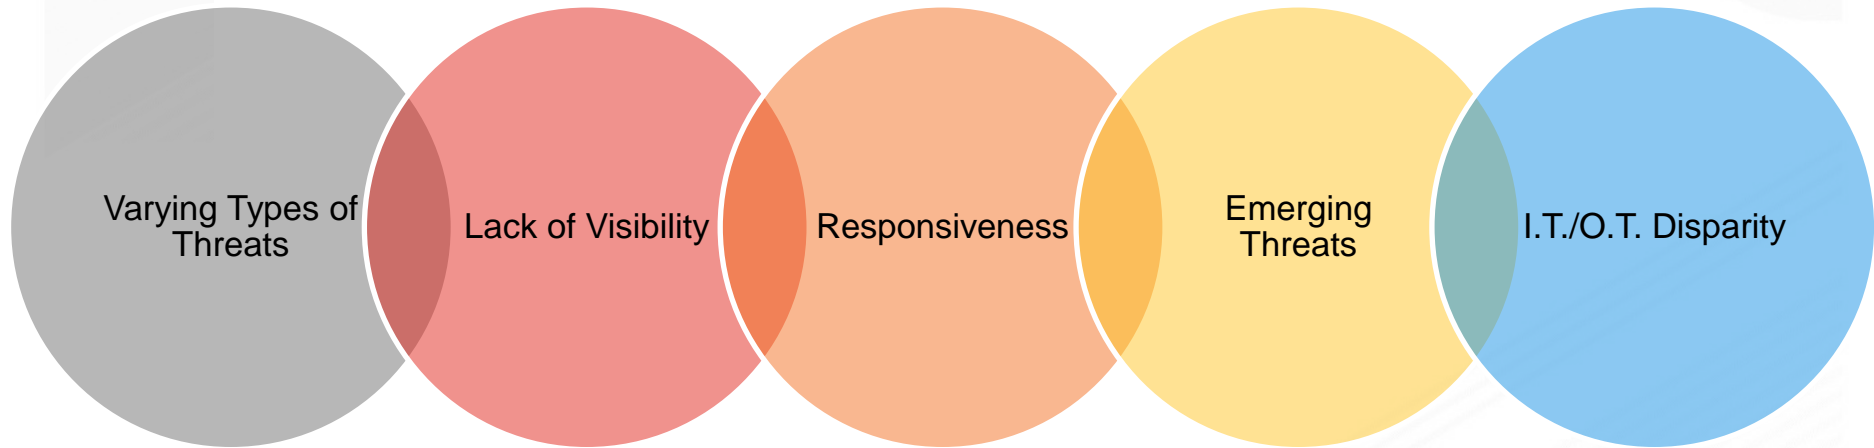 Varying Types of
Threats
Lack of Visibility
Responsiveness
Emerging
Threats
I.T./O.T. Disparity